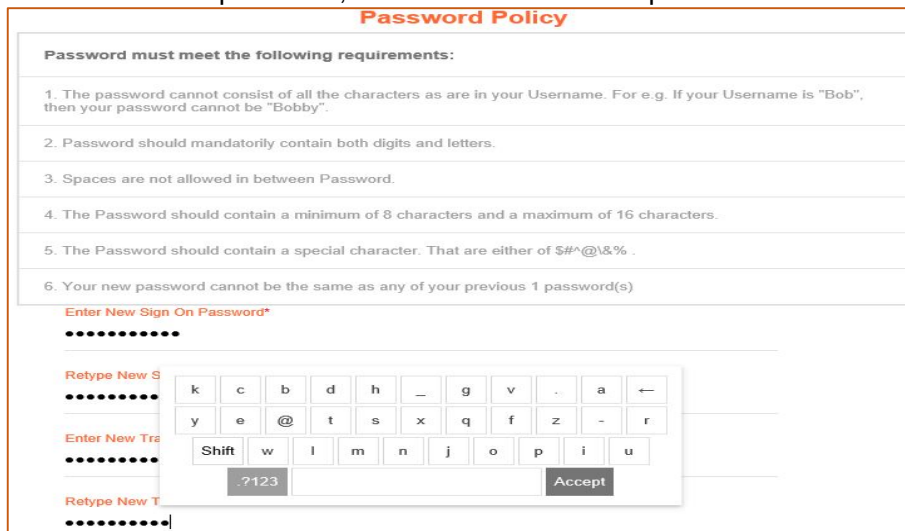 Password Policy
Password must meet the following requirements:
1. The password cannot consist of all the characters as are in your Username. For e.g. If your Username is "Bob",
then your password cannot be "Bobby".
2. Password should mandatorily contain both digits and letters.
3. Spaces are not allowed in between Password.
4. The Password should contain a minimum of 8 characters and a maximum of 16 characters.
5. The Password should contain a special character. That are either of $#^@\&% .
6. Your new password cannot be the same as any of your previous 1 password(s)
Enter New Sign On Password*
Retype New S
k c b d h _ g v . a ←
y e @ t s x q f z - r
Enter New Tra
Shift w l m n j o p i u
.?123 Accept
Retype New T